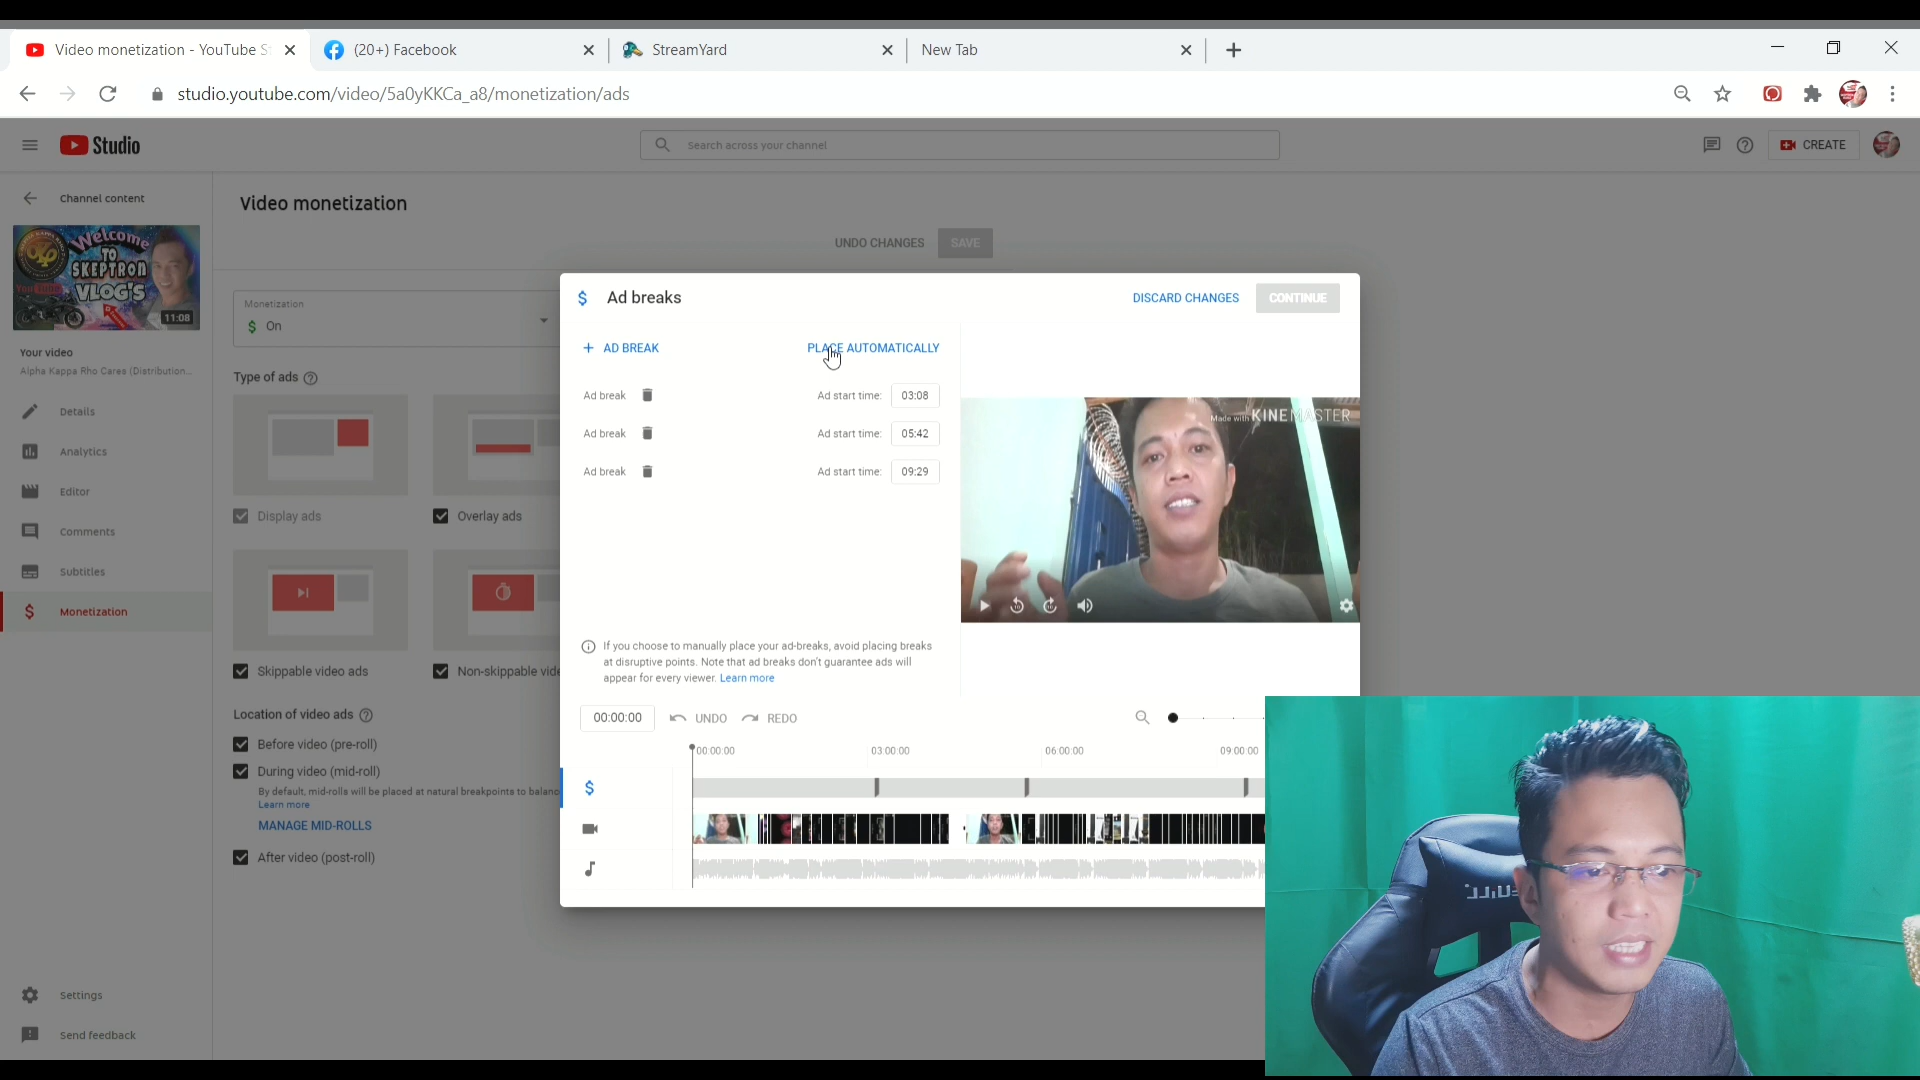 Video monetization - YouTube S
(20+) Facebook
StreamYard
New Tab
studio.youtube.com/video/5a0yKKCa_a8/monetization/ads
Studio
Search across your channel
CREATE
Channel content
Video monetization
UNDO CHANGES
SAVE
Welcome
TO
SKEPTRON
VLOG'S
11:08
Your video
Alpha Kappa Rho Cares (Distribution...
Details
Analytics
Editor
Comments
Subtitles
Monetization
Settings
Send feedback
Monetization
On
Type of ads
Display ads
Overlay ads
Skippable video ads
Non-skippable vide
Location of video ads
Before video (pre-roll)
During video (mid-roll)
By default, mid-rolls will be placed at natural breakpoints to balanc
Learn more
MANAGE MID-ROLLS
After video (post-roll)
Ad breaks
DISCARD CHANGES
CONTINUE
AD BREAK
PLACE AUTOMATICALLY
Ad break
Ad start time: 03:08
Ad break
Ad start time: 05:42
Ad break
Ad start time: 09:29
Made with KINEMASTER
If you choose to manually place your ad-breaks, avoid placing breaks
at disruptive points. Note that ad breaks don't guarantee ads will
appear for every viewer. Learn more
00:00:00
UNDO
REDO
00:00:00
03:00:00
06:00:00
09:00:00